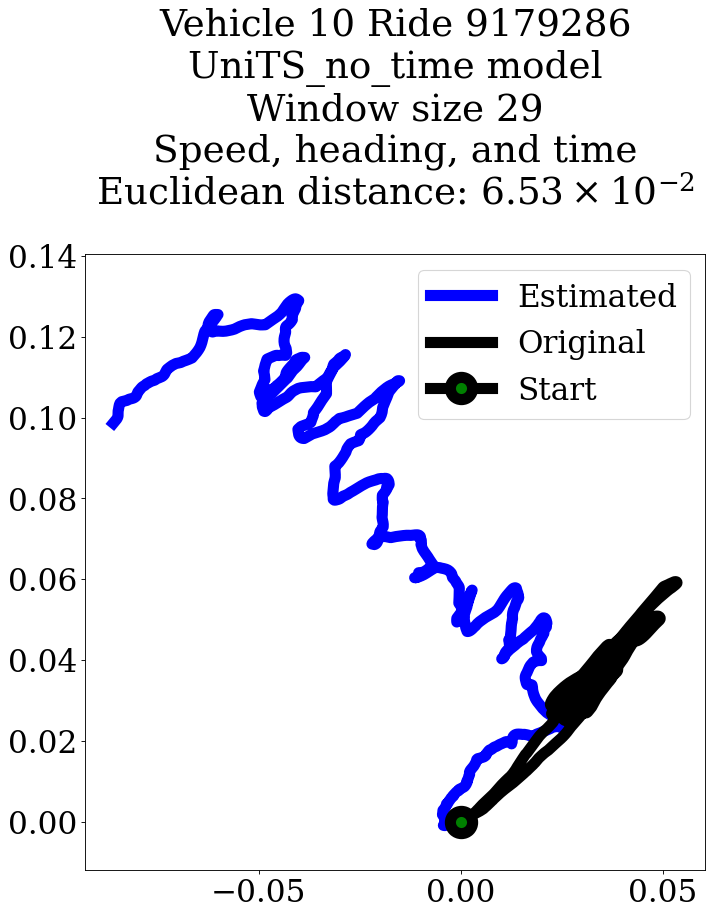 Vehicle 10 Ride 9179286
UniTS_no_time model
Window size 29
Speed, heading, and time
Euclidean distance: 6.53 × 10⁻²
0.14
0.12
0.10
0.08
0.06
0.04
0.02
0.00
Estimated
Original
Start
−0.05
0.00
0.05